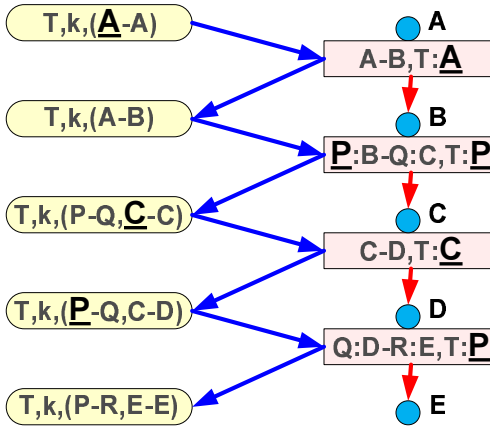 T,k,(A-A)
A
A-B,T:A
T,k,(A-B)
B
P:B-Q:C,T:P
T,k,(P-Q,C-C)
C
C-D,T:C
T,k,(P-Q,C-D)
D
Q:D-R:E,T:P
T,k,(P-R,E-E)
E